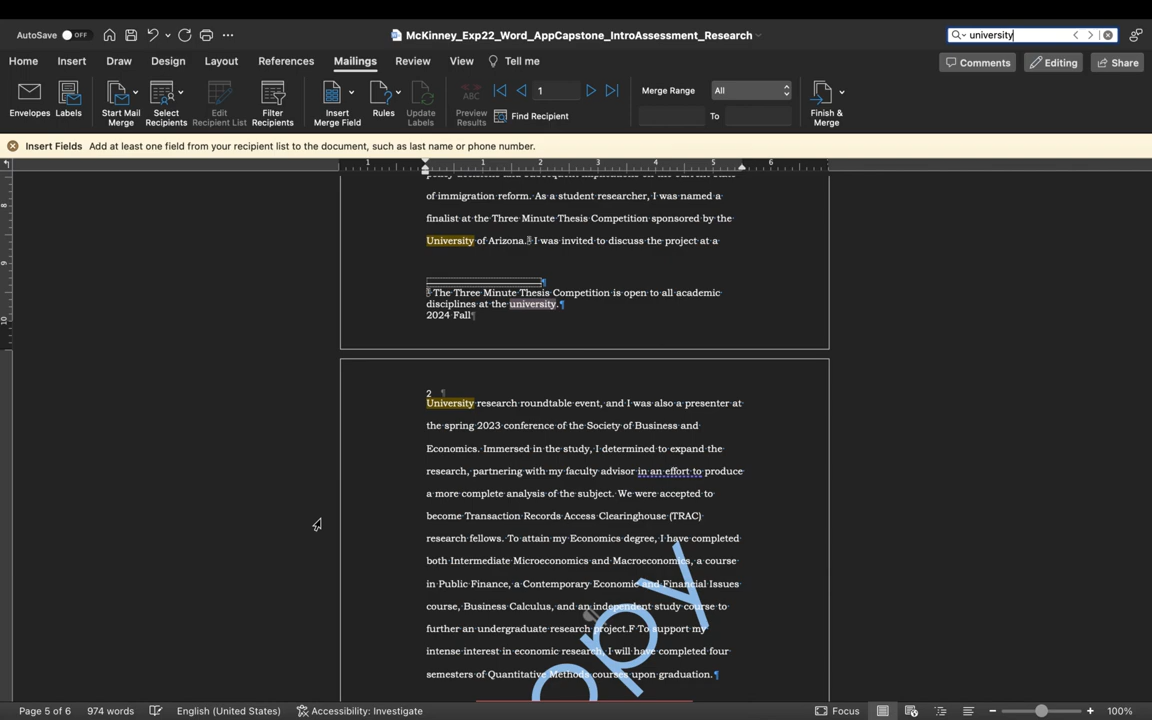 AutoSave OFF
McKinney_Exp22_Word_AppCapstone_IntroAssessment_Research
university
Home Insert Draw Design Layout References Mailings Review View Tell me
Comments Editing Share
Envelopes Labels Start Mail Merge Select Recipients Edit Recipient List Filter Recipients Insert Merge Field Rules Update Labels ABC Preview Results 1 Find Recipient Merge Range All To Finish & Merge
Insert Fields Add at least one field from your recipient list to the document, such as last name or phone number.
1 1 2 3 4 5 6
8
9
10
of immigration reform. As a student researcher, I was named a
finalist at the Three Minute Thesis Competition sponsored by the
University of Arizona. I was invited to discuss the project at a
The Three Minute Thesis Competition is open to all academic
disciplines at the university.¶
2024 Fall¶
2 ¶
University research roundtable event, and I was also a presenter at
the spring 2023 conference of the Society of Business and
Economics. Immersed in the study, I determined to expand the
research, partnering with my faculty advisor in an effort to produce
a more complete analysis of the subject. We were accepted to
become Transaction Records Access Clearinghouse (TRAC)
research fellows. To attain my Economics degree, I have completed
both Intermediate Microeconomics and Macroeconomics, a course
in Public Finance, a Contemporary Economic and Financial Issues
course, Business Calculus, and an independent study course to
further an undergraduate research project.F To support my
intense interest in economic research, I will have completed four
semesters of Quantitative Methods courses upon graduation.¶
opy
Page 5 of 6 974 words English (United States) Accessibility: Investigate Focus 100%